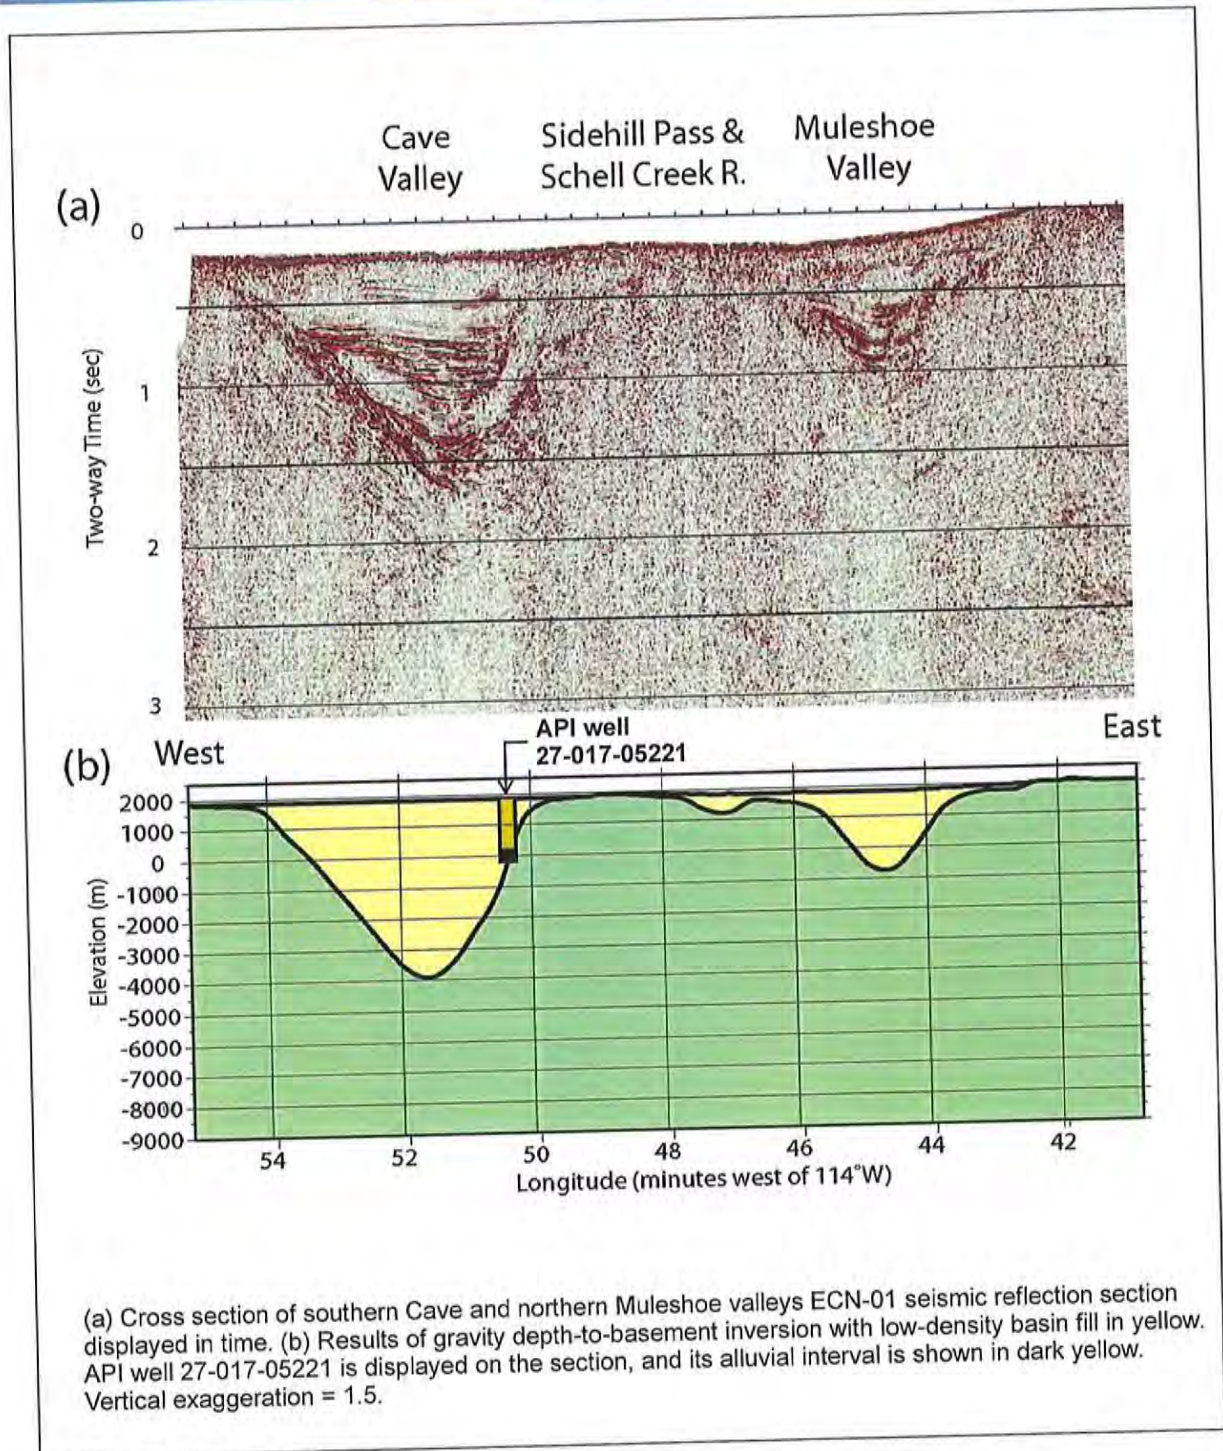 Cave
Valley
Sidehill Pass &
Schell Creek R.
Muleshoe
Valley
(a)
0
1
2
3
Two-way Time (sec)
(b)
West
API well
27-017-05221
East
2000
1000
0
-1000
-2000
-3000
-4000
-5000
-6000
-7000
-8000
-9000
Elevation (m)
54
52
50
48
46
44
42
Longitude (minutes west of 114°W)
(a) Cross section of southern Cave and northern Muleshoe valleys ECN-01 seismic reflection section
displayed in time. (b) Results of gravity depth-to-basement inversion with low-density basin fill in yellow.
API well 27-017-05221 is displayed on the section, and its alluvial interval is shown in dark yellow.
Vertical exaggeration = 1.5.